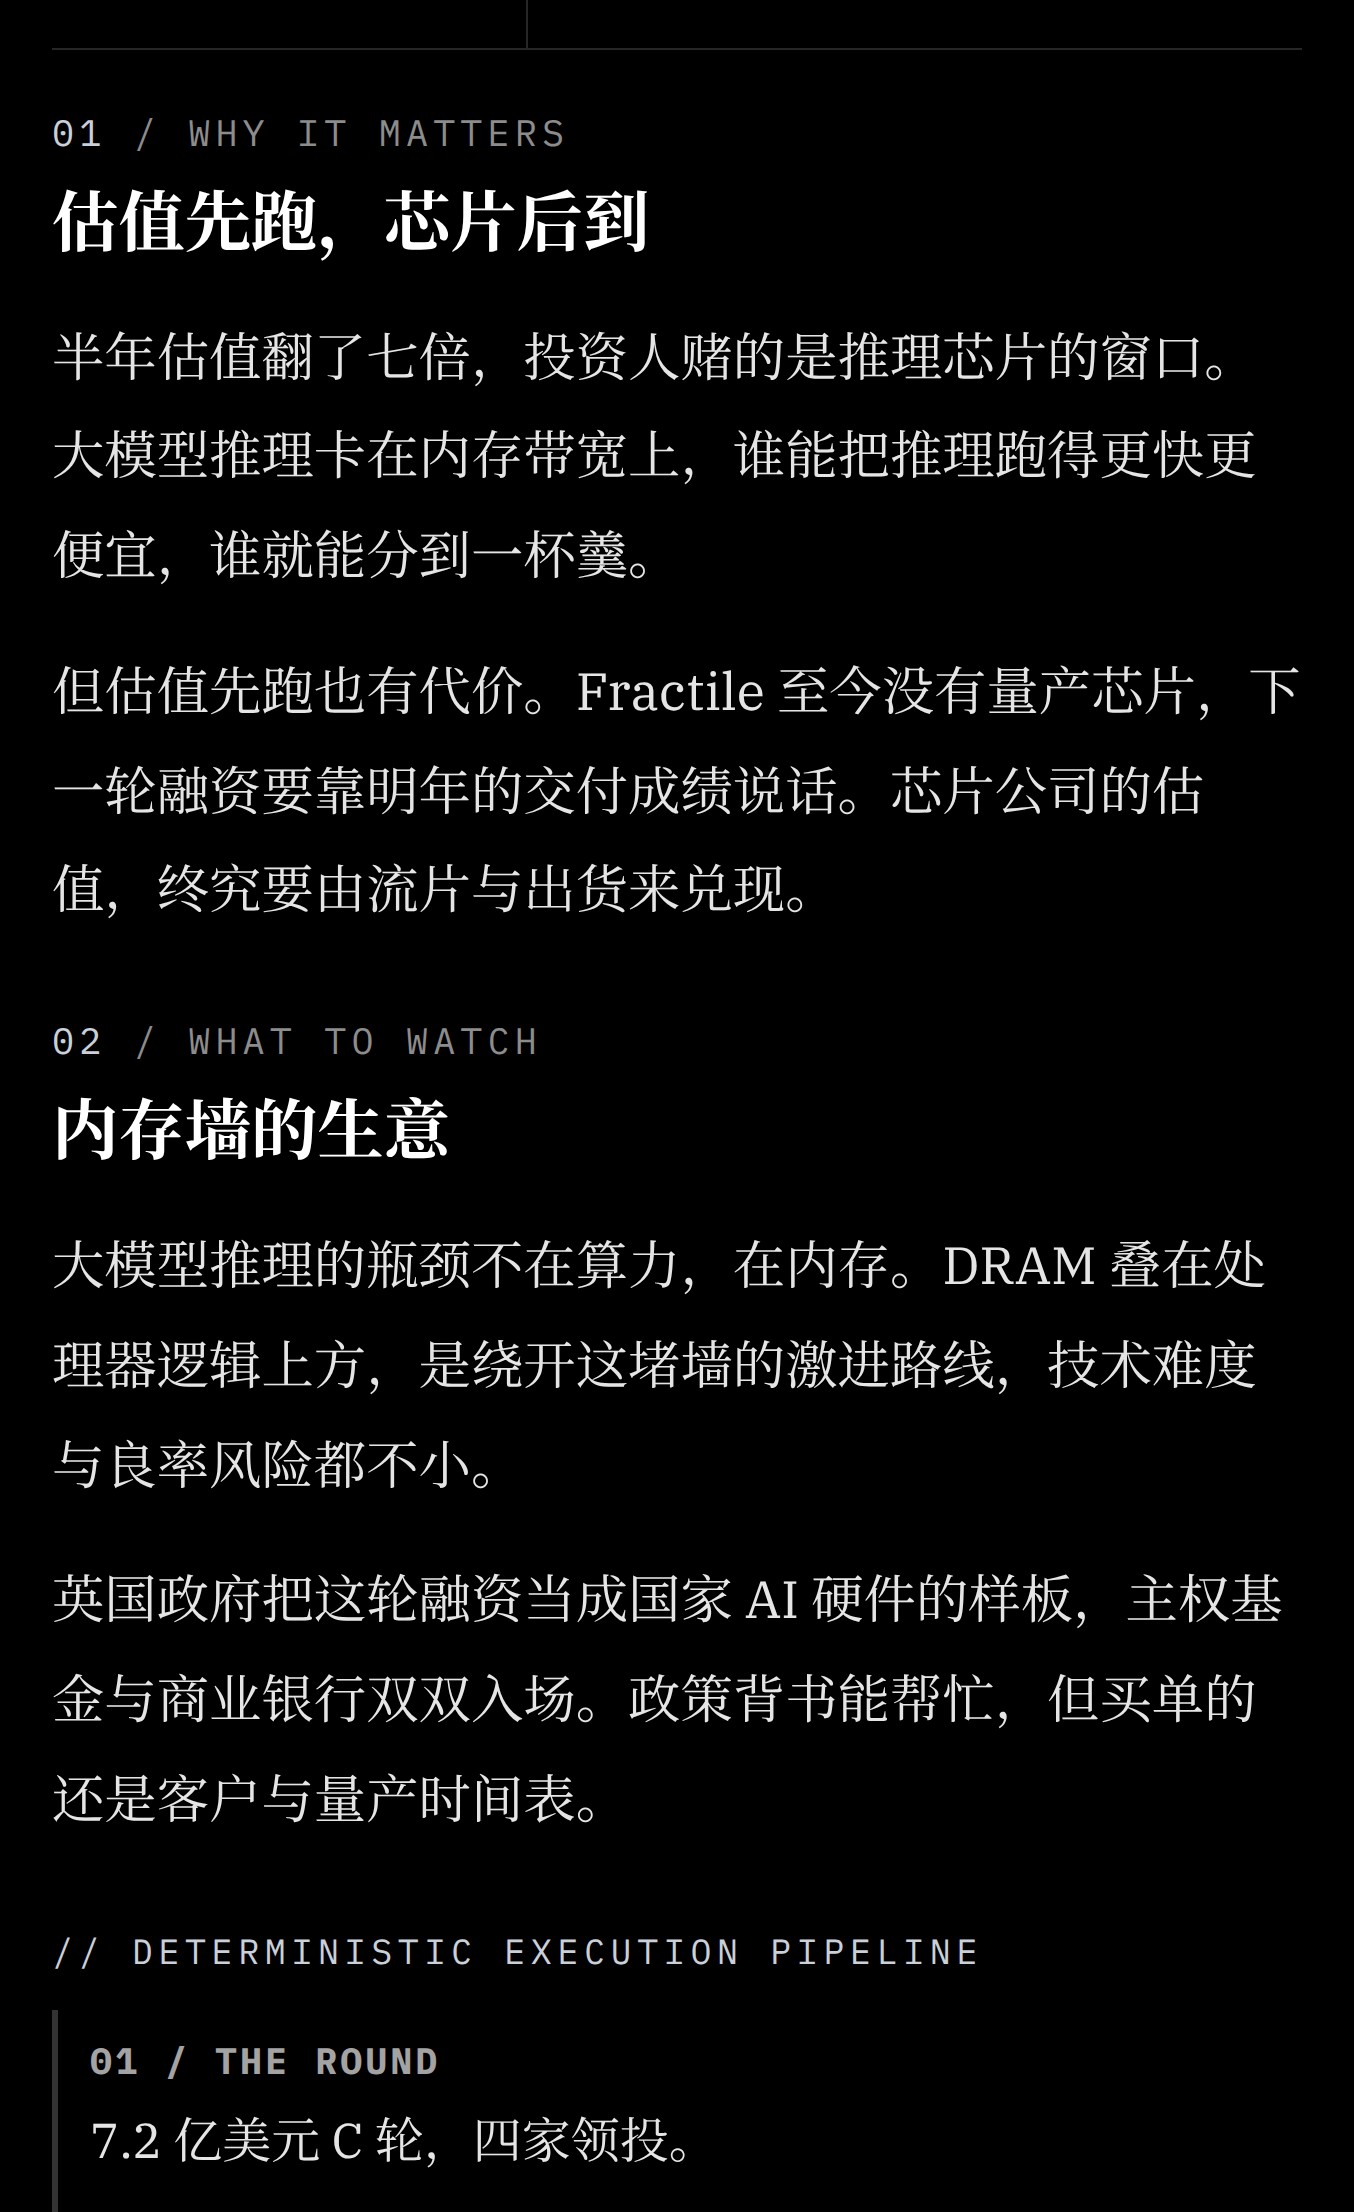 01 / WHY IT MATTERS
估值先跑，芯片后到
半年估值翻了七倍，投资人赌的是推理芯片的窗口。
大模型推理卡在内存带宽上，谁能把推理跑得更快更
便宜，谁就能分到一杯羹。
但估值先跑也有代价。Fractile 至今没有量产芯片，下
一轮融资要靠明年的交付成绩说话。芯片公司的估
值，终究要由流片与出货来兑现。
02 / WHAT TO WATCH
内存墙的生意
大模型推理的瓶颈不在算力，在内存。DRAM 叠在处
理器逻辑上方，是绕开这堵墙的激进路线，技术难度
与良率风险都不小。
英国政府把这轮融资当成国家 AI 硬件的样板，主权基
金与商业银行双双入场。政策背书能帮忙，但买单的
还是客户与量产时间表。
// DETERMINISTIC EXECUTION PIPELINE
01 / THE ROUND
7.2 亿美元 C 轮，四家领投。